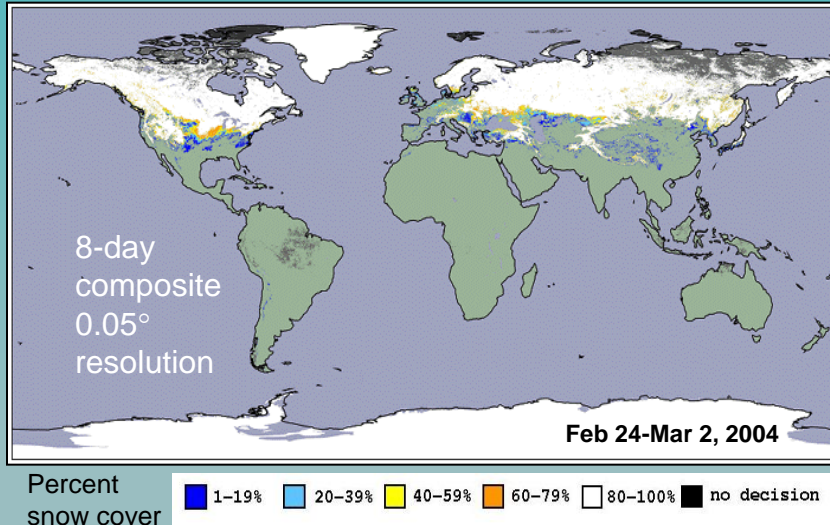 8-day
composite
0.05°
resolution
Feb 24-Mar 2, 2004
Percent
snow cover
1-19% 20-39% 40-59% 60-79% 80-100% no decision